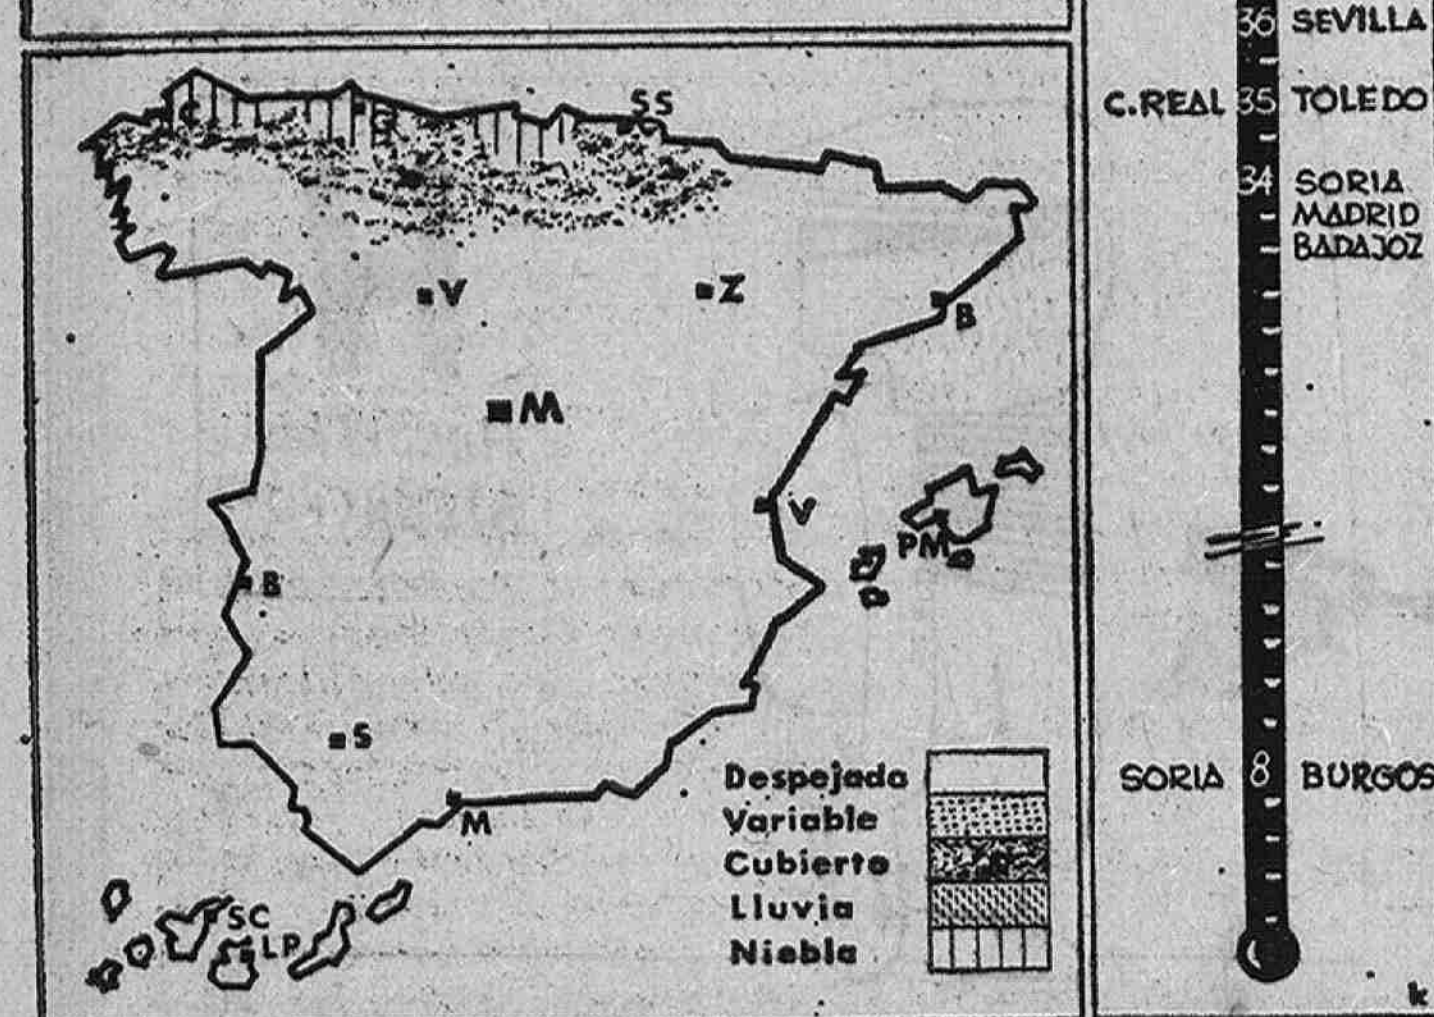 SS
C
G
V
Z
B
M
V
PM
B
S
M
SC
LP
Despejado
Variable
Cubierto
Lluvia
Niebla
36 SEVILLA
C.REAL 35 TOLEDO
34 SORIA
MADRID
BADAJOZ
SORIA 8 BURGOS
k